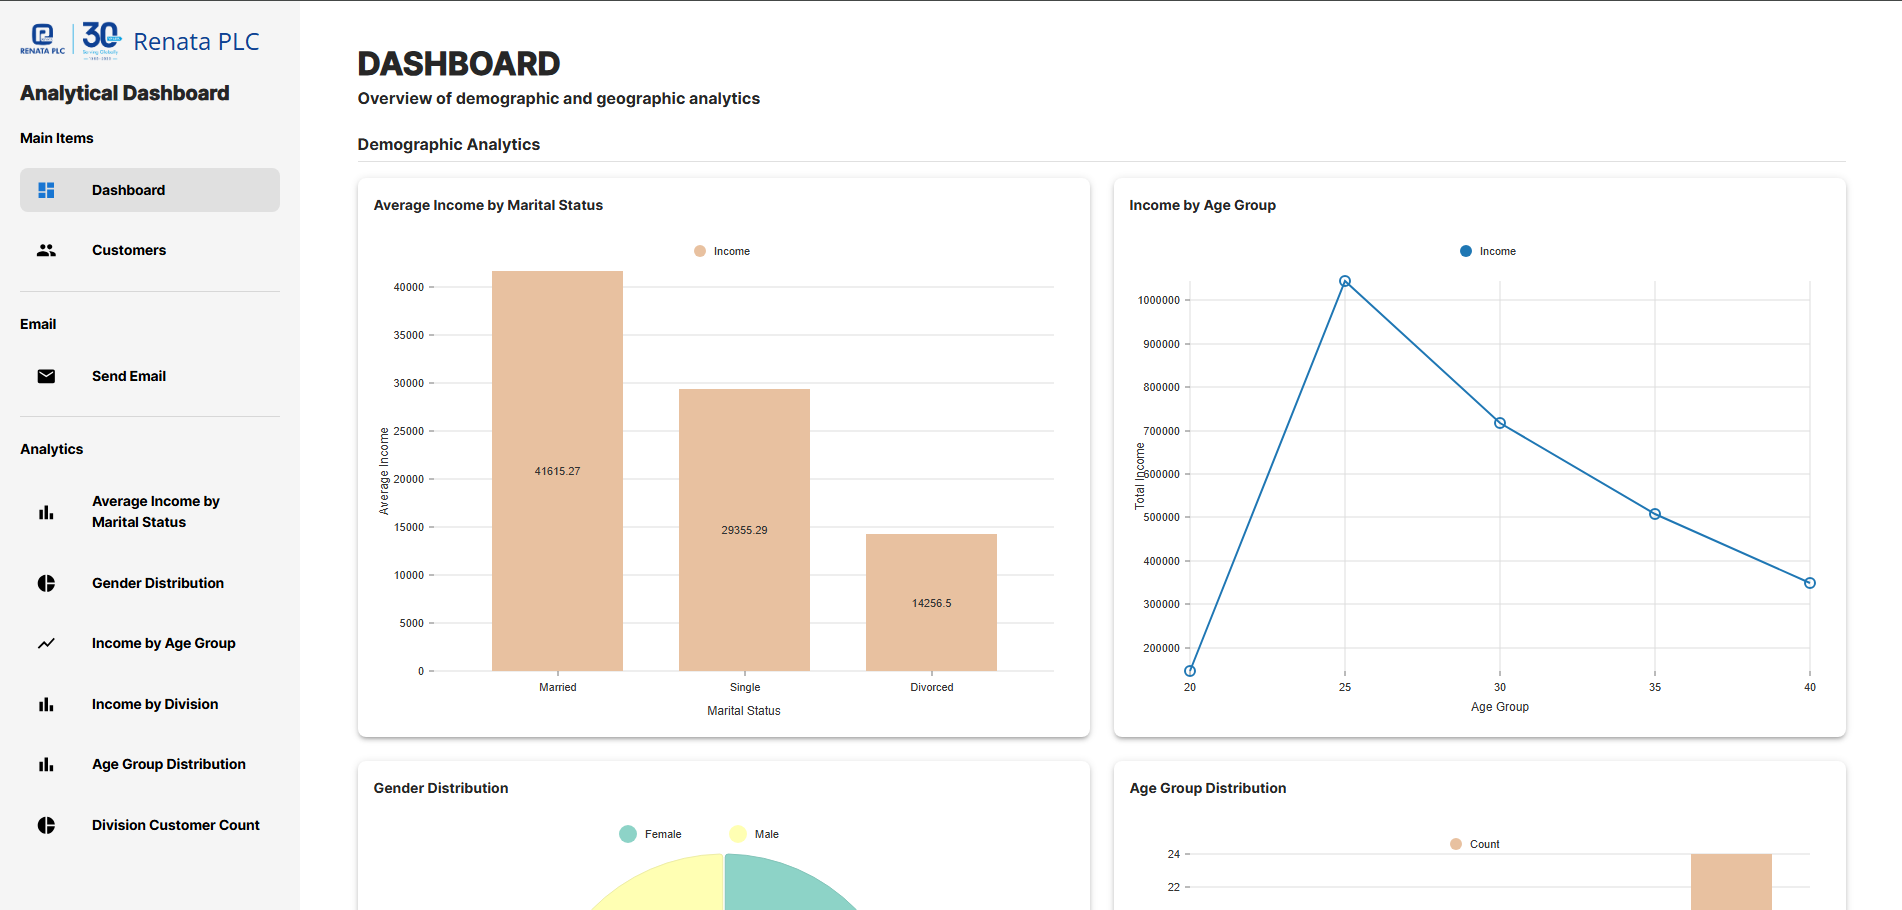 RENATA PLC
30
Renata PLC
Analytical Dashboard
Main Items
Dashboard
Customers
Email
Send Email
Analytics
Average Income by
Marital Status
Gender Distribution
Income by Age Group
Income by Division
Age Group Distribution
Division Customer Count
DASHBOARD
Overview of demographic and geographic analytics
Demographic Analytics
Average Income by Marital Status
Income
Average Income
40000
35000
30000
25000
20000
15000
10000
5000
0
41615.27
29355.29
14256.5
Married
Single
Divorced
Marital Status
Income by Age Group
Income
Total Income
1000000
900000
800000
700000
600000
500000
400000
300000
200000
20
25
30
35
40
Age Group
Gender Distribution
Female
Male
Age Group Distribution
Count
24
22